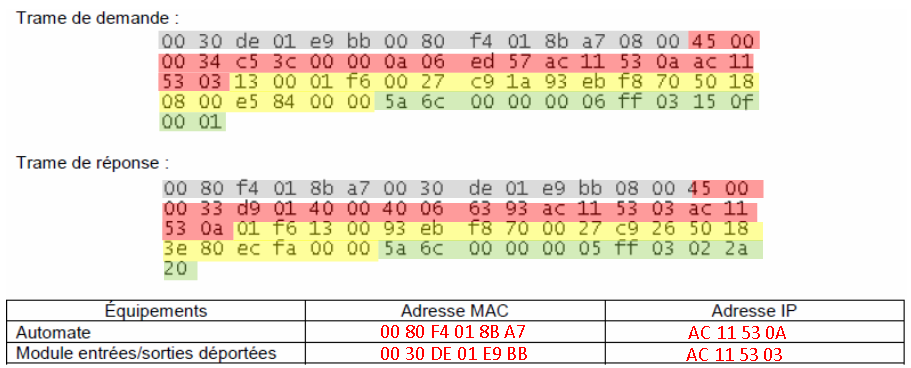 Trame de demande :
00 30 de 01 e9 bb 00 80 f4 01 8b a7 08 00 45 00
00 34 c5 3c 00 00 0a 06 ed 57 ac 11 53 0a ac 11
53 03 13 00 01 f6 00 27 c9 1a 93 eb f8 70 50 18
08 00 e5 84 00 00 5a 6c 00 00 00 06 ff 03 15 0f
00 01
Trame de réponse :
00 80 f4 01 8b a7 00 30 de 01 e9 bb 08 00 45 00
00 33 d9 01 40 00 40 06 63 93 ac 11 53 03 ac 11
53 0a 01 f6 13 00 93 eb f8 70 00 27 c9 26 50 18
3e 80 ec fa 00 00 5a 6c 00 00 00 05 ff 03 02 2a
20
Équipements Adresse MAC Adresse IP
Automate 00 80 F4 01 8B A7 AC 11 53 0A
Module entrées/sorties déportées 00 30 DE 01 E9 BB AC 11 53 03